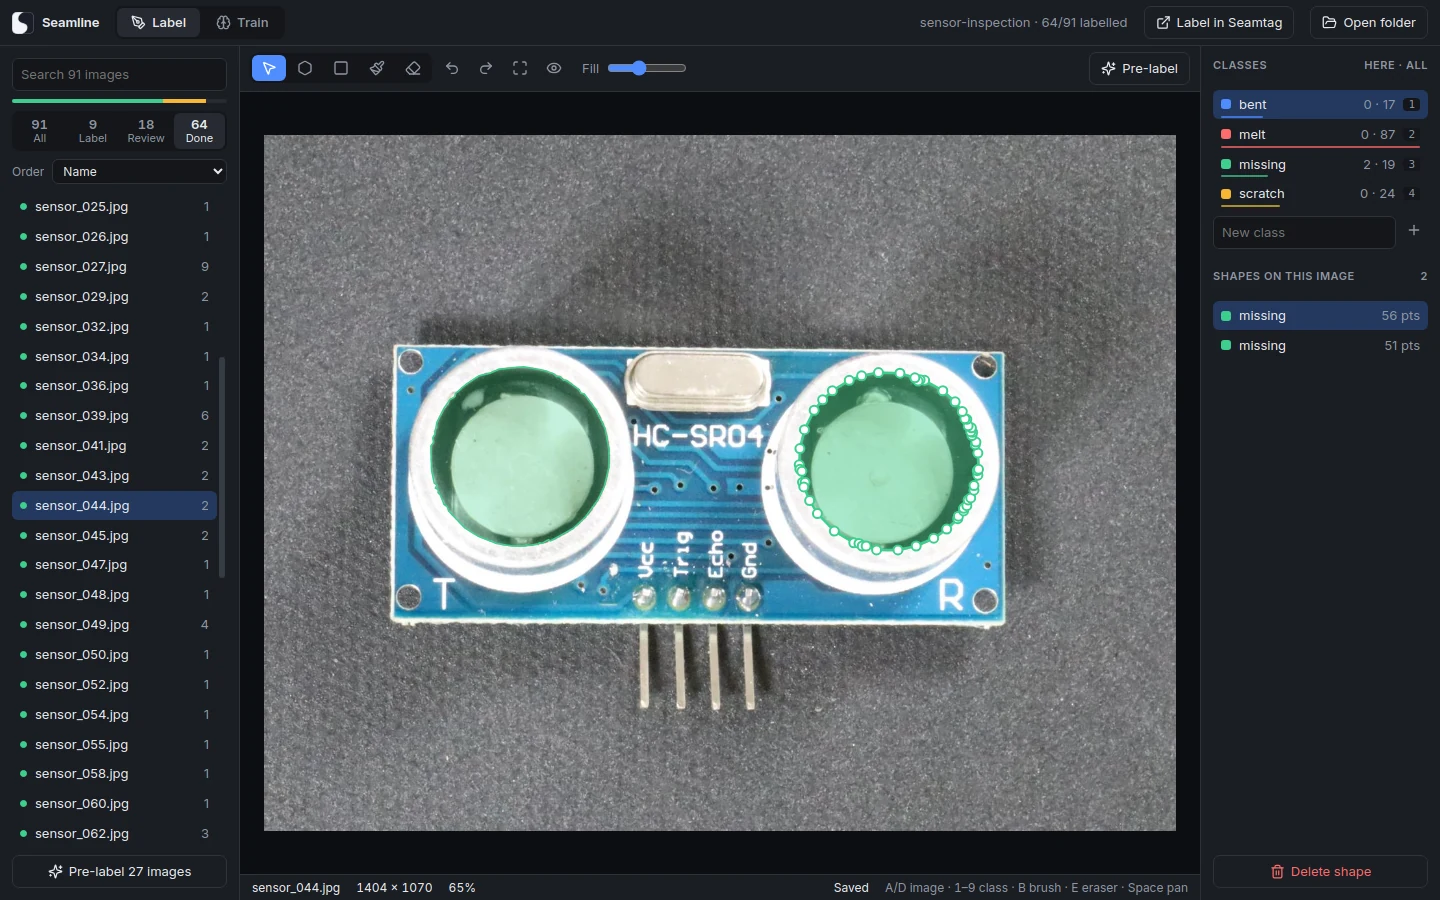 Seamline
Label
Train
sensor-inspection · 64/91 labelled
Label in Seamtag
Open folder
Search 91 images
91
All
9
Label
18
Review
64
Done
Order
Name
sensor_025.jpg 1
sensor_026.jpg 1
sensor_027.jpg 9
sensor_029.jpg 2
sensor_032.jpg 1
sensor_034.jpg 1
sensor_036.jpg 1
sensor_039.jpg 6
sensor_041.jpg 2
sensor_043.jpg 2
sensor_044.jpg 2
sensor_045.jpg 2
sensor_047.jpg 1
sensor_048.jpg 1
sensor_049.jpg 4
sensor_050.jpg 1
sensor_052.jpg 1
sensor_054.jpg 1
sensor_055.jpg 1
sensor_058.jpg 1
sensor_060.jpg 1
sensor_062.jpg 3
Pre-label 27 images
Fill
Pre-label
HC-SR04
Vcc
Trig
Echo
Gnd
T
R
sensor_044.jpg 1404 × 1070 65%
Saved A/D image · 1–9 class · B brush · E eraser · Space pan
CLASSES HERE · ALL
bent 0 · 17 1
melt 0 · 87 2
missing 2 · 19 3
scratch 0 · 24 4
New class
SHAPES ON THIS IMAGE 2
missing 56 pts
missing 51 pts
Delete shape